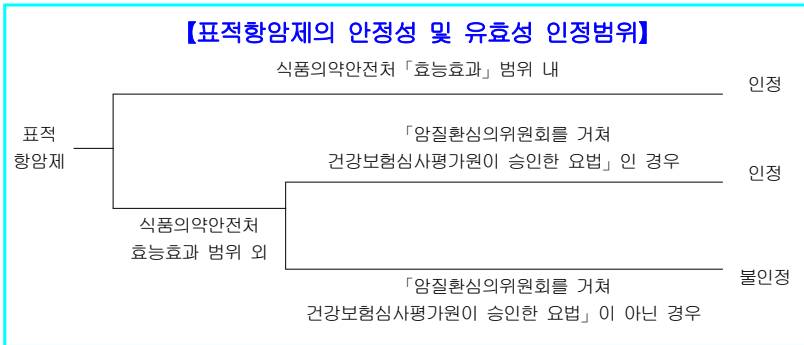 【표적항암제의 안정성 및 유효성 인정범위】
식품의약안전처「효능효과」범위 내
인정
표적
항암제
「암질환심의위원회를 거쳐
건강보험심사평가원이 승인한 요법」인 경우
인정
식품의약안전처
효능효과 범위 외
불인정
「암질환심의위원회를 거쳐
건강보험심사평가원이 승인한 요법」이 아닌 경우